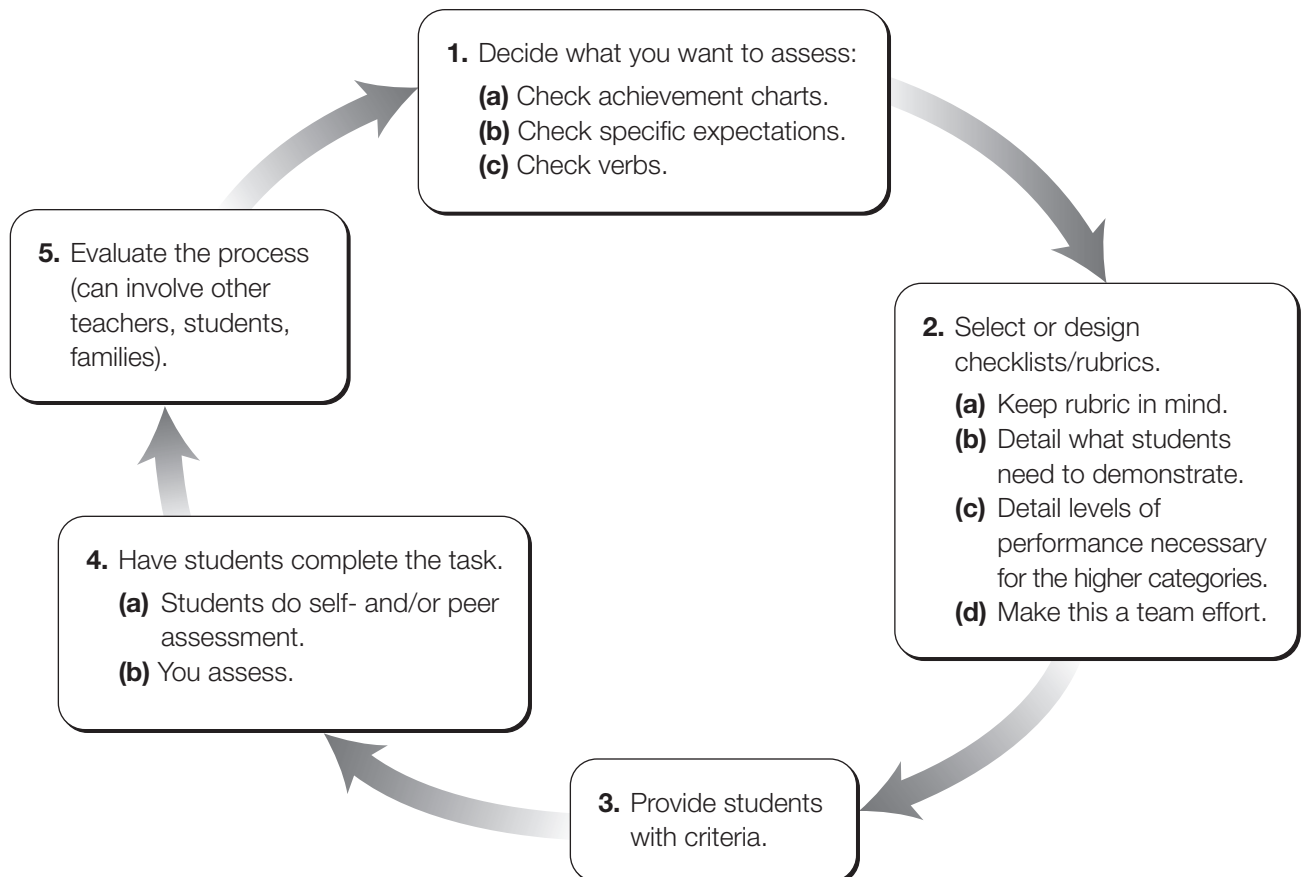 1. Decide what you want to assess:
(a) Check achievement charts.
(b) Check specific expectations.
(c) Check verbs.
2. Select or design
checklists/rubrics.
(a) Keep rubric in mind.
(b) Detail what students
need to demonstrate.
(c) Detail levels of
performance necessary
for the higher categories.
(d) Make this a team effort.
3. Provide students
with criteria.
4. Have students complete the task.
(a) Students do self- and/or peer
assessment.
(b) You assess.
5. Evaluate the process
(can involve other
teachers, students,
families).